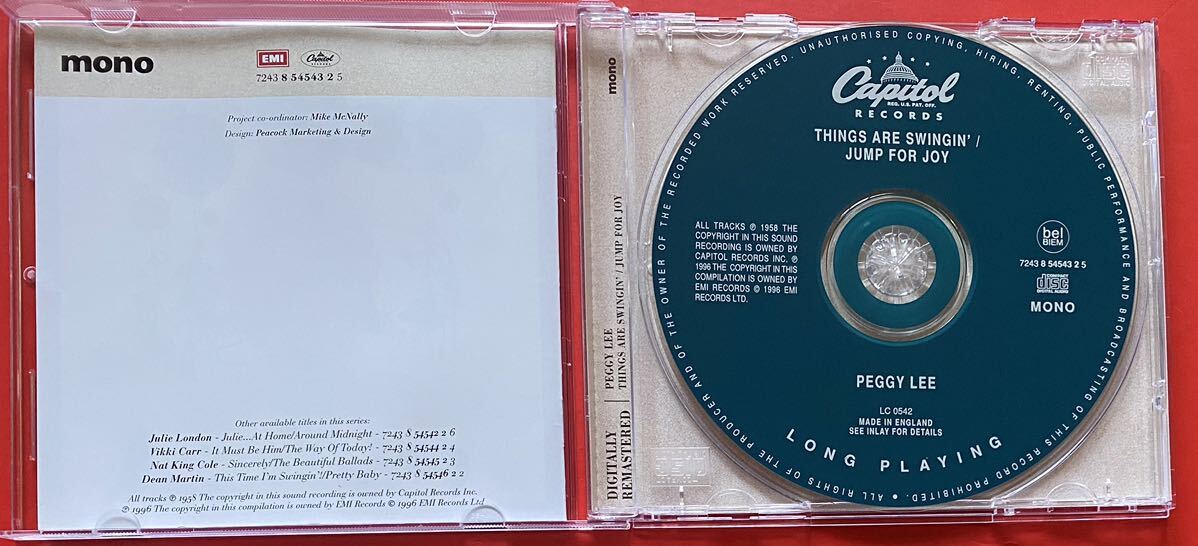 mono
EMI
Capitol
RECORDS
7243 8 54543 2 5
Project co-ordinator: Mike McNally
Design: Peacock Marketing & Design
Other available titles in this series:
Julie London - Julie...At Home/Around Midnight - 7243 8 54542 2 6
Vikki Carr - It Must Be Him/The Way Of Today! - 7243 8 54544 2 4
Nat King Cole - Sincerely/The Beautiful Ballads - 7243 8 54545 2 3
Dean Martin - This Time I'm Swingin'!/Pretty Baby - 7243 8 54546 2 2
All tracks ℗ 1958 The copyright in this sound recording is owned by Capitol Records Inc.
℗ 1996 The copyright in this compilation is owned by EMI Records © 1996 EMI Records Ltd
mono
PEGGY LEE
THINGS ARE SWINGIN' / JUMP FOR JOY
DIGITALLY
REMASTERED
UNAUTHORISED COPYING, HIRING, RENTING, PUBLIC PERFORMANCE AND BROADCASTING OF THIS RECORD PROHIBITED. • ALL RIGHTS OF THE PRODUCER AND OF THE OWNER OF THE RECORDED WORK RESERVED.
Capitol
REG. U.S. PAT. OFF.
RECORDS
THINGS ARE SWINGIN' /
JUMP FOR JOY
ALL TRACKS ℗ 1958 THE
COPYRIGHT IN THIS SOUND
RECORDING IS OWNED BY
CAPITOL RECORDS INC. ℗
1996 THE COPYRIGHT IN THIS
COMPILATION IS OWNED BY
EMI RECORDS © 1996 EMI
RECORDS LTD.
bel
BIEM
7243 8 54543 2 5
COMPACT
disc
DIGITAL AUDIO
MONO
PEGGY LEE
LC 0542
MADE IN ENGLAND
SEE INLAY FOR DETAILS
LONG PLAYING
disc
DIGITAL AUDIO